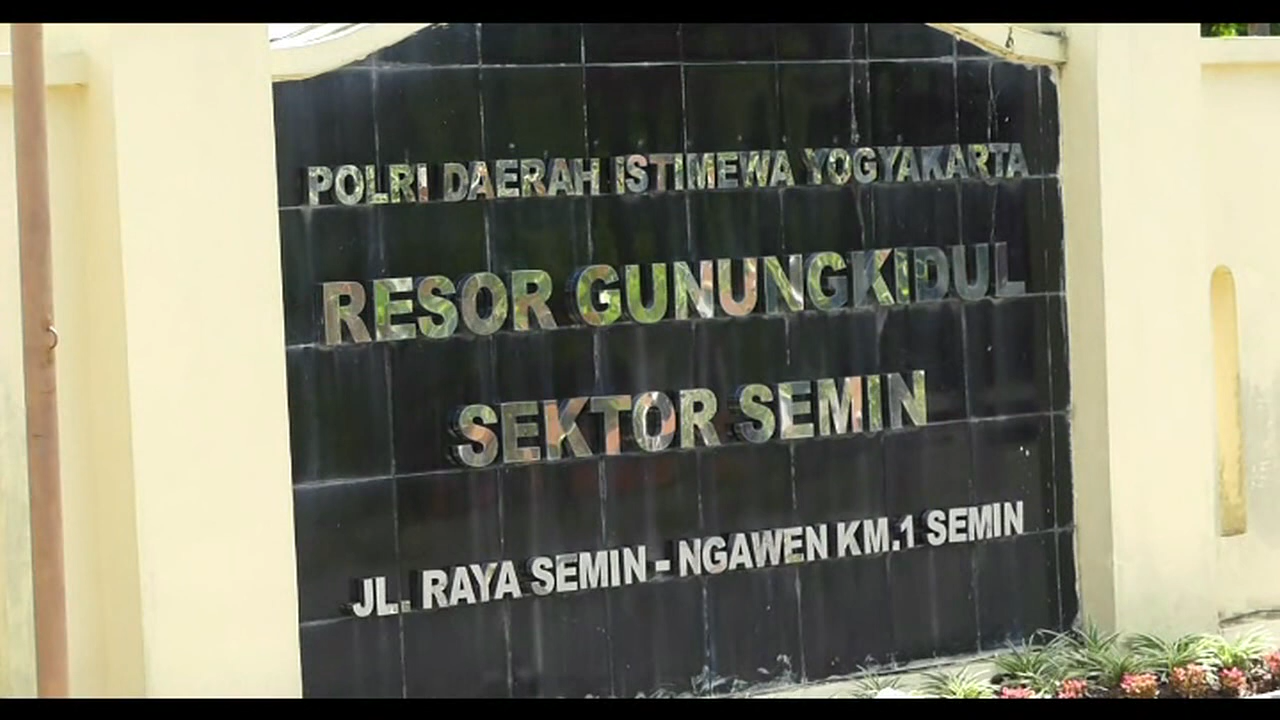 POLRI DAERAH ISTIMEWA YOGYAKARTA
RESOR GUNUNGKIDUL
SEKTOR SEMIN
JL. RAYA SEMIN - NGAWEN KM.1 SEMIN